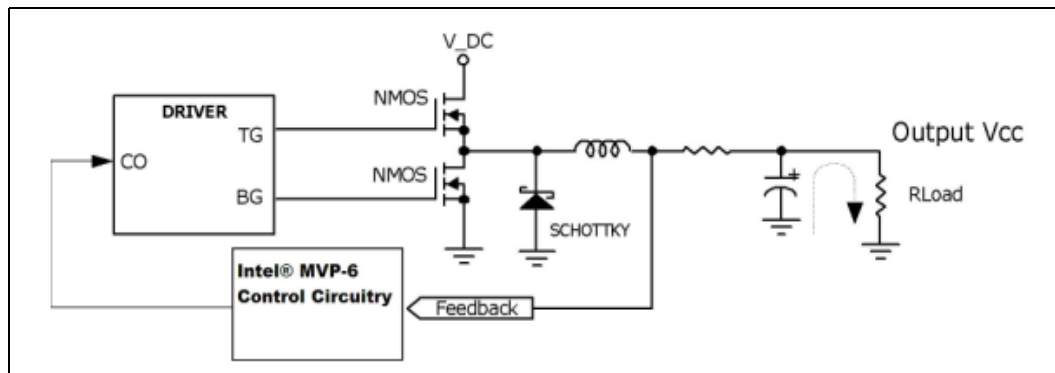 V_DC
NMOS
DRIVER
TG
Output Vcc
CO
NMOS
BG
RLoad
SCHOTTKY
Intel® MVP-6
Control Circuitry
Feedback
+